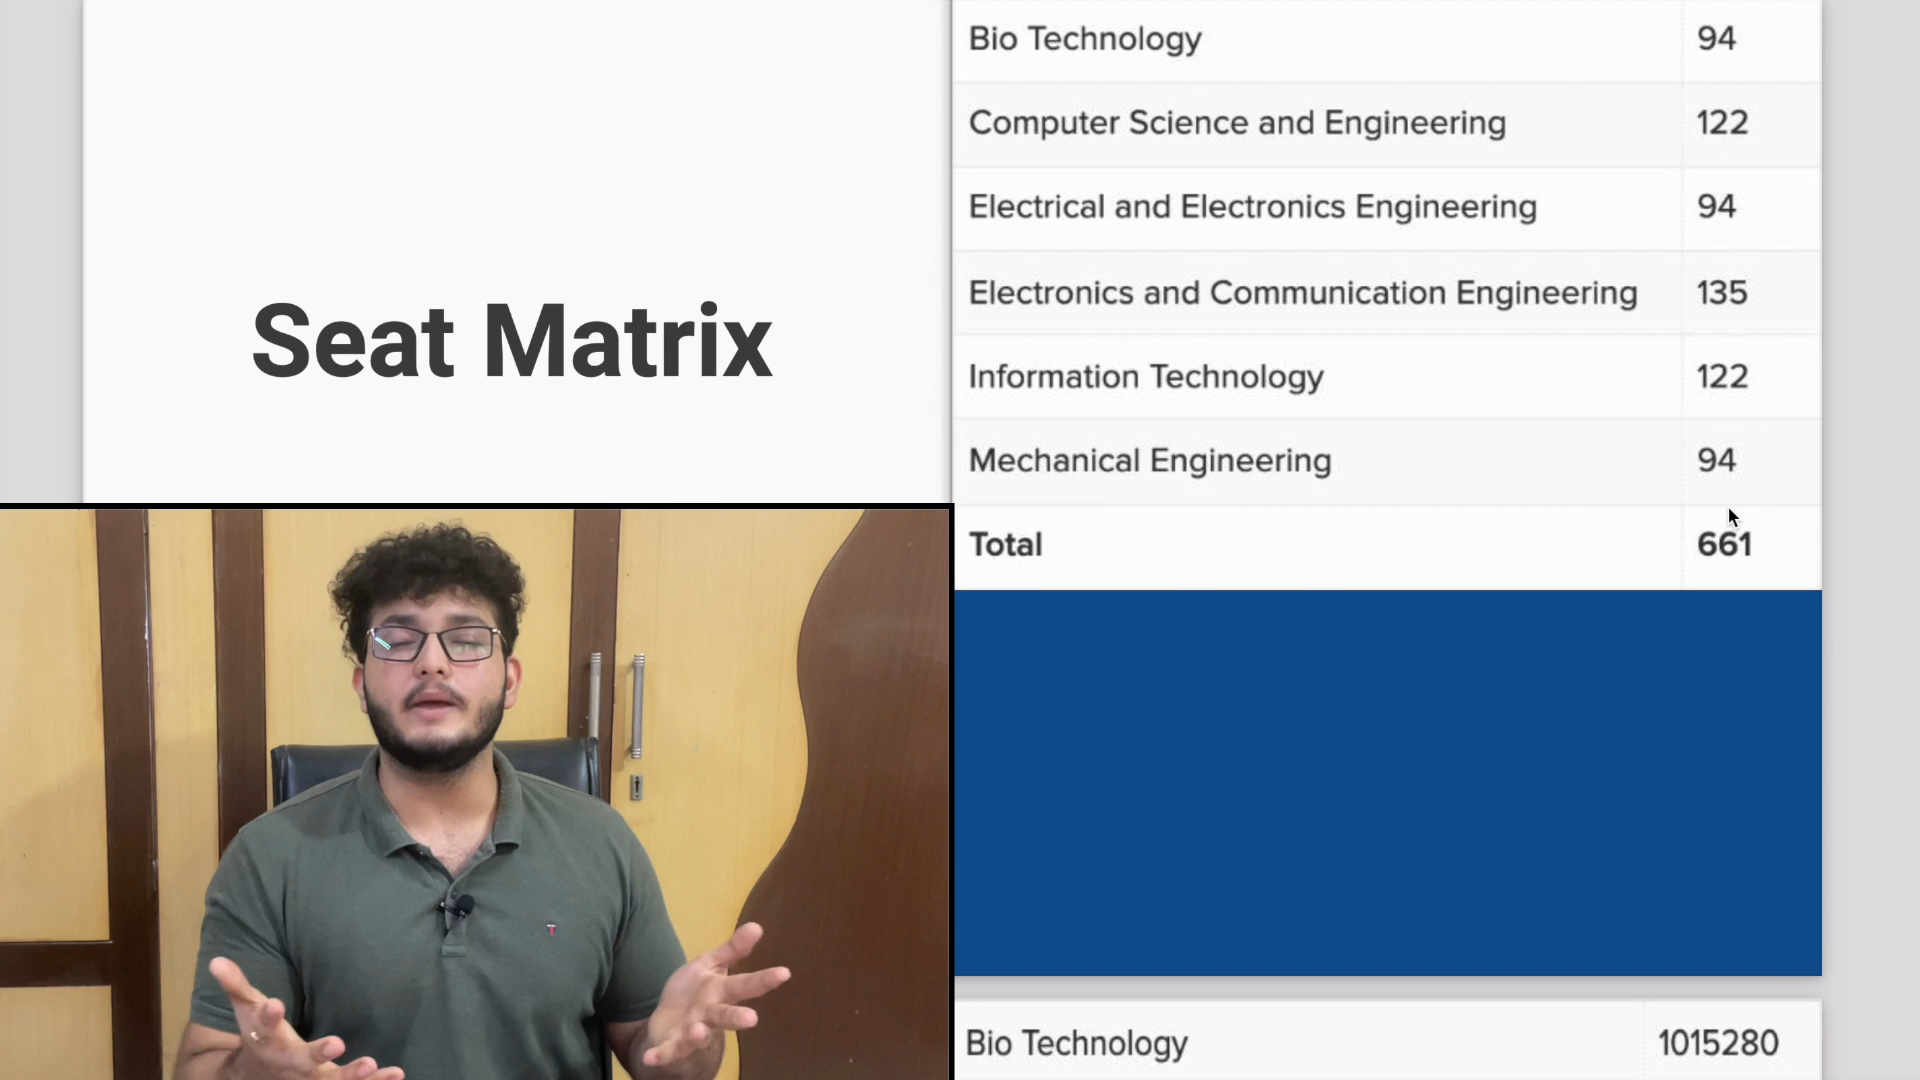 Seat Matrix
Bio Technology 94
Computer Science and Engineering 122
Electrical and Electronics Engineering 94
Electronics and Communication Engineering 135
Information Technology 122
Mechanical Engineering 94
Total 661
Bio Technology 1015280